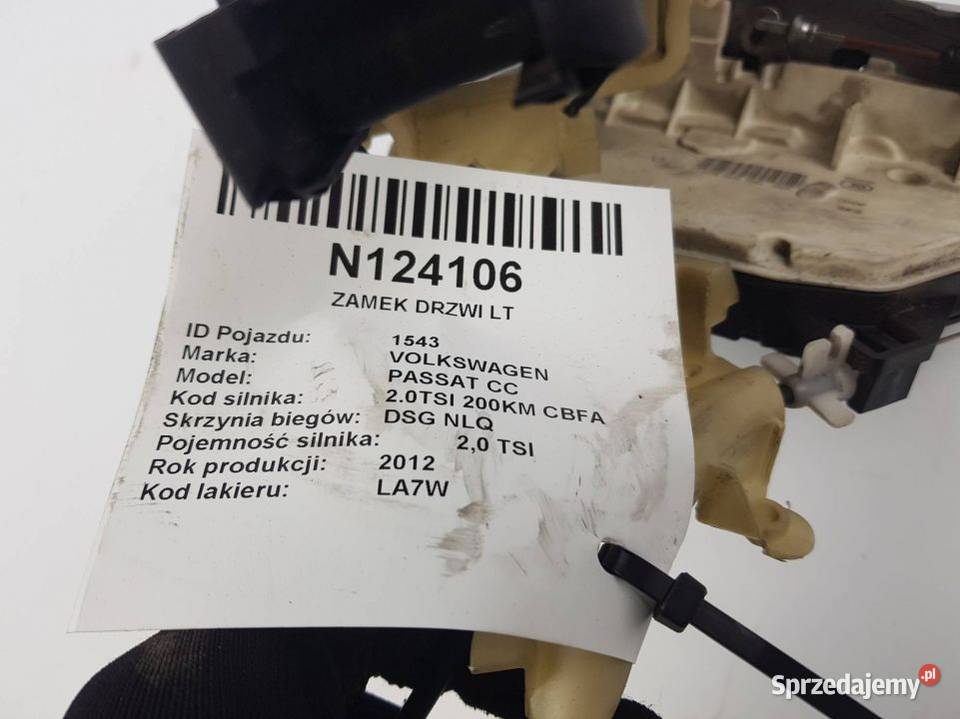 N124106
ZAMEK DRZWI LT
ID Pojazdu: 1543
Marka: VOLKSWAGEN
Model: PASSAT CC
Kod silnika: 2.0TSI 200KM CBFA
Skrzynia biegów: DSG NLQ
Pojemność silnika: 2,0 TSI
Rok produkcji: 2012
Kod lakieru: LA7W
Sprzedajemy.pl